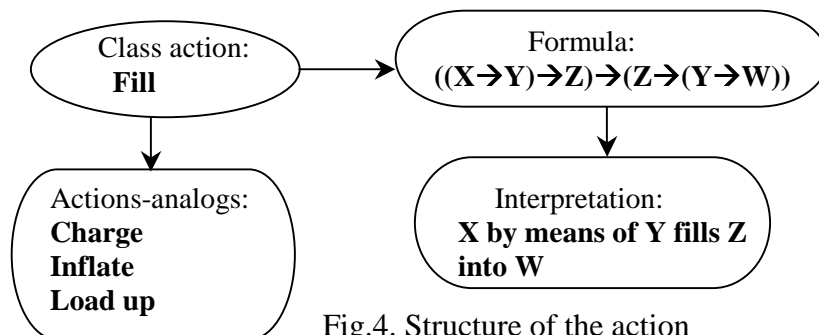 Class action:
Fill
Formula:
((X→Y)→Z)→(Z→(Y→W))
Actions-analogs:
Charge
Inflate
Load up
Interpretation:
X by means of Y fills Z
into W
Fig.4. Structure of the action